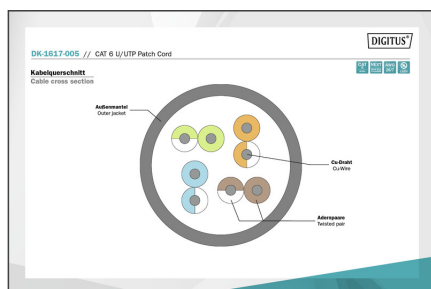 DIGITUS®
DK-1617-005 // CAT 6 U/UTP Patch Cord
Kabelquerschnitt
Cable cross section
Außenmantel
Outer jacket
Cu-Draht
Cu-Wire
Adernpaare
Twisted pair